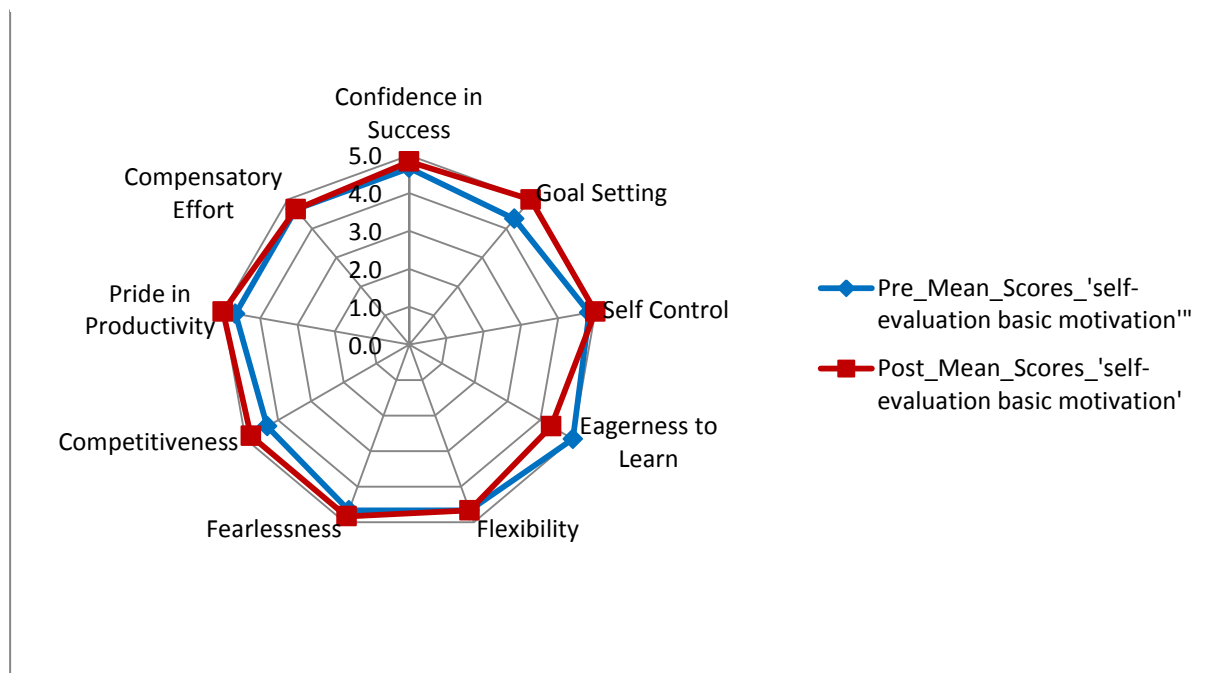 Confidence in
Success
5.0
4.0
3.0
2.0
1.0
0.0
Goal Setting
Self Control
Eagerness to
Learn
Flexibility
Fearlessness
Competitiveness
Pride in
Productivity
Compensatory
Effort
Pre_Mean_Scores_'self-
evaluation basic motivation'"
Post_Mean_Scores_'self-
evaluation basic motivation'